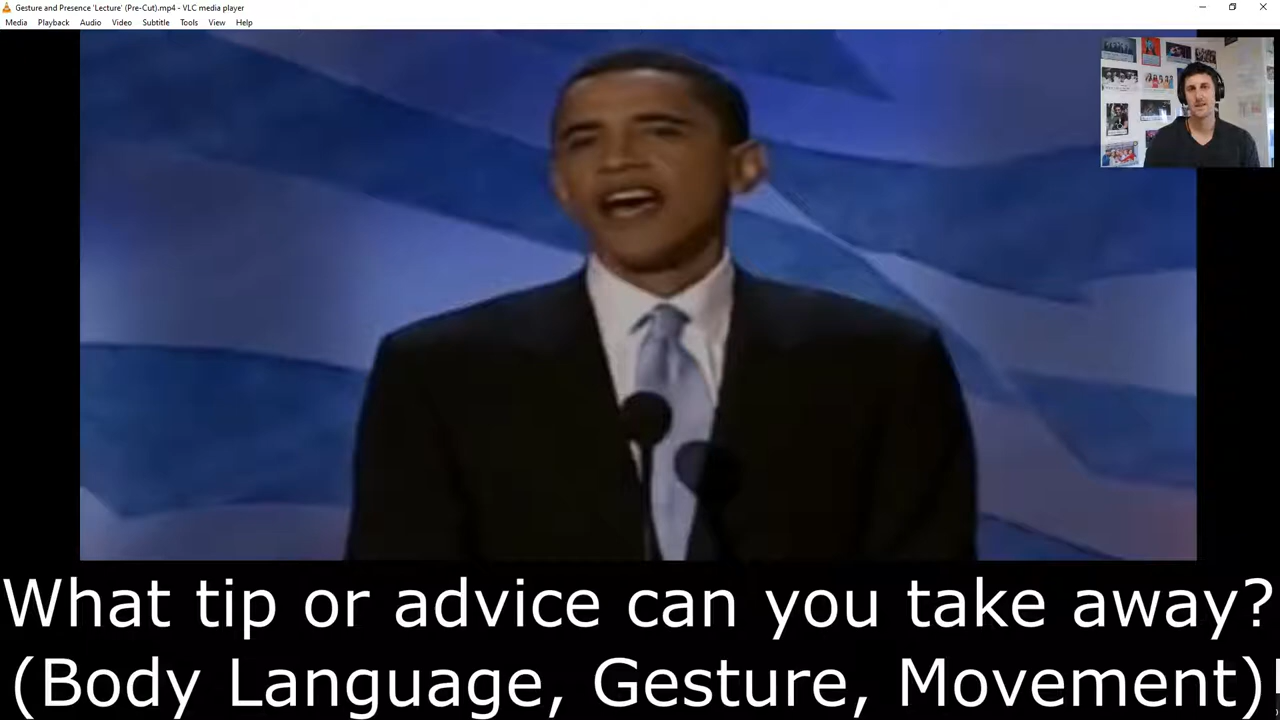 Gesture and Presence 'Lecture' (Pre-Cut).mp4 - VLC media player
Media Playback Audio Video Subtitle Tools View Help
What tip or advice can you take away?
(Body Language, Gesture, Movement)